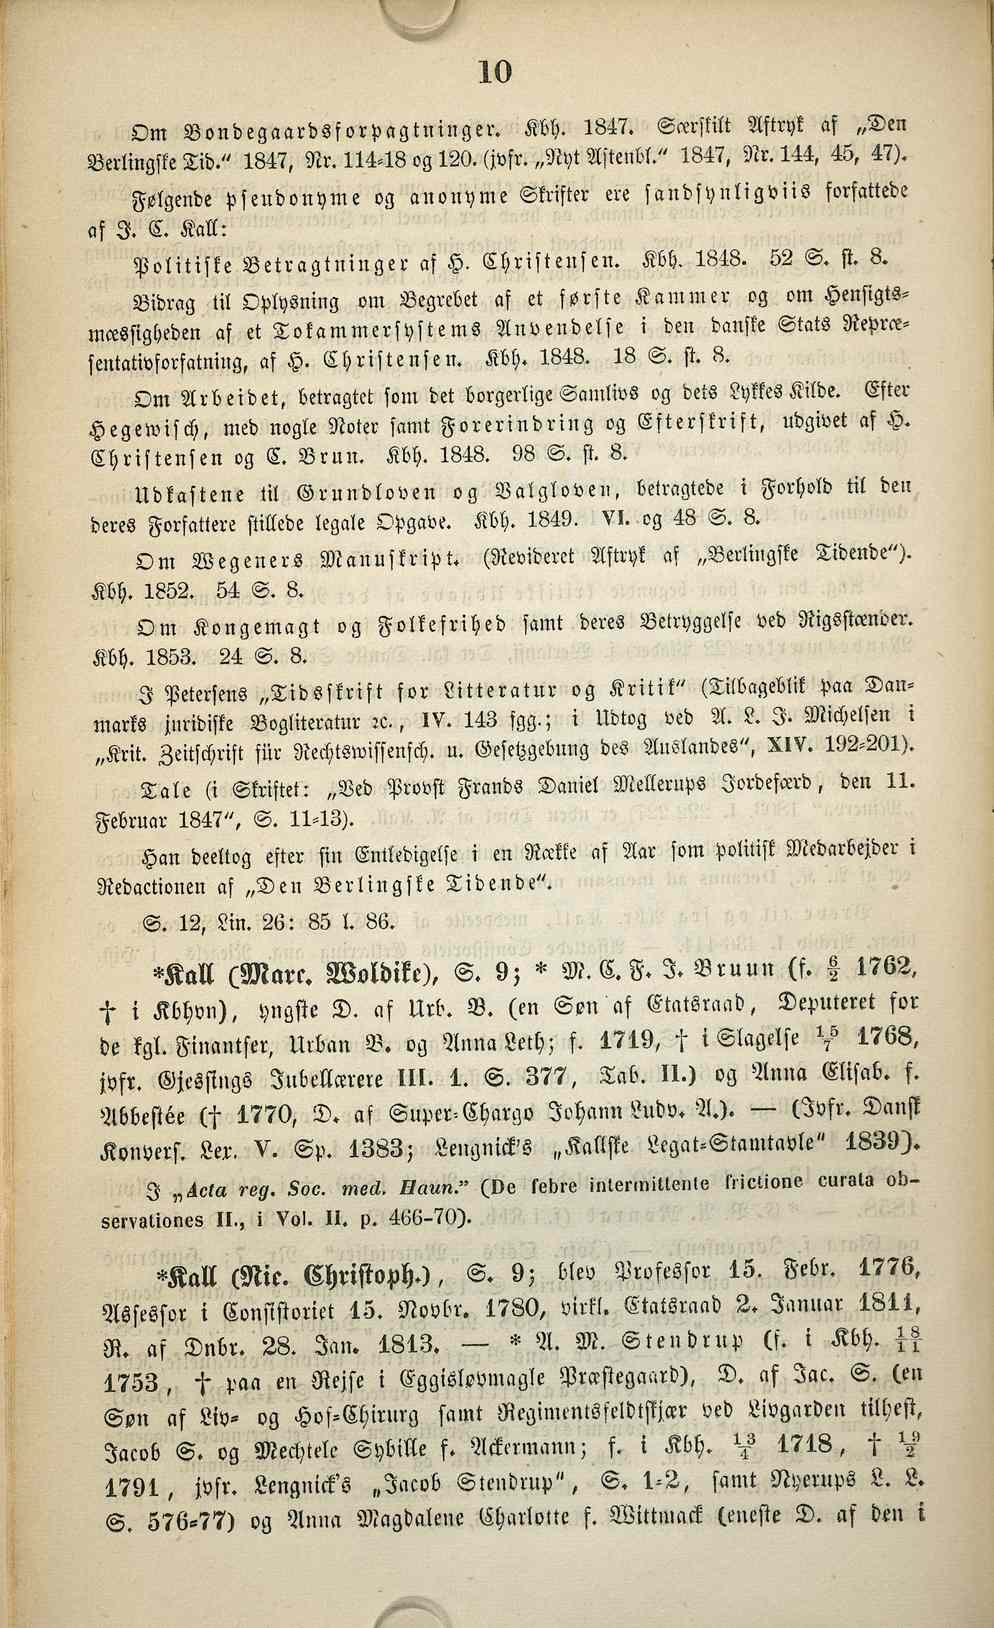 10
Om Bondegaardsforpagtninger. Kbh. 1847. Særskilt Aftryk af „Den
Berlingske Tid.“ 1847, Nr. 114-18 og 120. (jvfr. „Nyt Aftenbl.“ 1847, Nr. 144, 45, 47).
Følgende pseudonyme og anonyme Skrifter ere sandsynligviis forfattede
af J. C. Kall:
Politiske Betragtninger af H. Christensen. Kbh. 1848. 52 S. st. 8.
Bidrag til Oplysning om Begrebet af et første Kammer og om Hensigts-
mæssigheden af et Tokammersystems Anvendelse i den danske Stats Repræ-
sentativforfatning, af H. Christensen. Kbh. 1848. 18 S. st. 8.
Om Arbeidet, betragtet som det borgerlige Samlivs og dets Lykkes Kilde. Efter
Hegewisch, med nogle Noter samt Forerindring og Efterskrift, udgivet af H.
Christensen og C. Brun. Kbh. 1848. 98 S. st. 8.
Udkastene til Grundloven og Valgloven, betragtede i Forhold til den
deres Forfattere stillede legale Opgave. Kbh. 1849. VI. og 48 S. 8.
Om Wegeners Manuskript. (Revideret Aftryk af „Berlingske Tidende“).
Kbh. 1852. 54 S. 8.
Om Kongemagt og Folkefrihed samt deres Betryggelse ved Rigsstænder.
Kbh. 1853. 24 S. 8.
J Petersens „Tidsskrift for Litteratur og Kritik“ (Tilbageblik paa Dan-
marks juridiske Bogliteratur ꝛc., IV. 143 fgg.; i Udtog ved A. L. J. Michelsen i
„Krit. Zeitschrift für Rechtswissensch. u. Gesetzgebung des Auslandes“, XIV. 192-201).
Tale (i Skriftet: „Ved Provst Frands Daniel Mellerups Jordefærd, den 11.
Februar 1847“, S. 11-13).
Han deeltog efter sin Entledigelse i en Række af Aar som politisk Medarbejder i
Redactionen af „Den Berlingske Tidende“.
S. 12, Lin. 26: 85 l. 86.
*Kall (Marc. Woldike), S. 9; * M. C. F. J. Bruun (f. 6/2 1762,
† i Kbhvn), yngste D. af Urb. B. (en Søn af Etatsraad, Deputeret for
de kgl. Finantser, Urban B. og Anna Leth; f. 1719, † i Slagelse 15/7 1768,
jvfr. Gjessings Jubellærere III. 1. S. 377, Tab. II.) og Anna Elisab. f.
Abbestée († 1770, D. af Super-Chargo Johann Ludv. A.). — (Jvfr. Dansk
Konvers. Lex. V. Sp. 1383; Lengnick's „Kallske Legat-Stamtavle“ 1839).
J „Acta reg. Soc. med. Haun.” (De febre intermittente frictione curata ob-
servationes II., i Vol. II. p. 466-70).
*Kall (Nic. Christoph.), S. 9; blev Professor 15. Febr. 1776,
Assessor i Consistoriet 15. Novbr. 1780, virkl. Etatsraad 2. Januar 1811,
R. af Dnbr. 28. Jan. 1813. — * A. M. Stendrup (f. i Kbh. 18/11
1753, † paa en Rejse i Eggisløvmagle Præstegaard), D. af Jac. S. (en
Søn af Liv- og Hof-Chirurg samt Regimentsfeldtskjær ved Livgarden tilhest,
Jacob S. og Mechtele Sybille f. Ackermann; f. i Kbh. 13/4 1718, † 19/2
1791, jvfr. Lengnick's „Jacob Stendrup“, S. 1-2, samt Nyerups L. L.
S. 576-77) og Anna Magdalene Charlotte f. Wittmack (eneste D. af den i